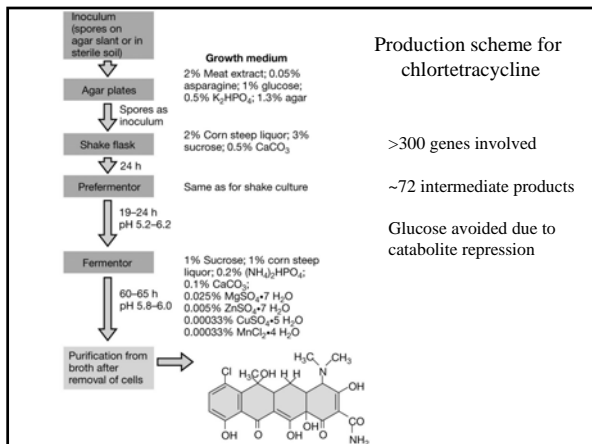 Inoculum
(spores on
agar slant or in
sterile soil)
Growth medium
2% Meat extract; 0.05%
asparagine; 1% glucose;
0.5% K₂HPO₄; 1.3% agar
Agar plates
Spores as
inoculum
Shake flask
2% Corn steep liquor; 3%
sucrose; 0.5% CaCO₃
24 h
Prefermentor
Same as for shake culture
19–24 h
pH 5.2–6.2
Fermentor
1% Sucrose; 1% corn steep
liquor; 0.2% (NH₄)₂HPO₄;
0.1% CaCO₃;
0.025% MgSO₄•7 H₂O
0.005% ZnSO₄•7 H₂O
0.00033% CuSO₄•5 H₂O
0.00033% MnCl₂•4 H₂O
60–65 h
pH 5.8–6.0
Purification from
broth after
removal of cells
Cl
H₃C
OH
H
H
H₃C
N
CH₃
OH
OH
O
OH
OH
O
C
O
NH₂
Production scheme for
chlortetracycline
>300 genes involved
~72 intermediate products
Glucose avoided due to
catabolite repression